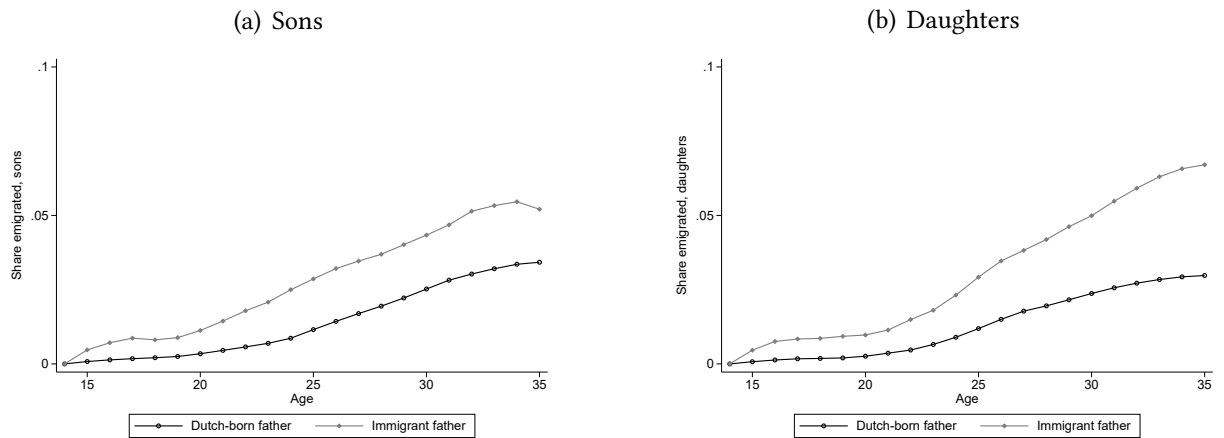 (a) Sons
.1
.05
0
Share emigrated, sons
15 20 25 30 35
Age
Dutch-born father Immigrant father
(b) Daughters
.1
.05
0
Share emigrated, daughters
15 20 25 30 35
Age
Dutch-born father Immigrant father